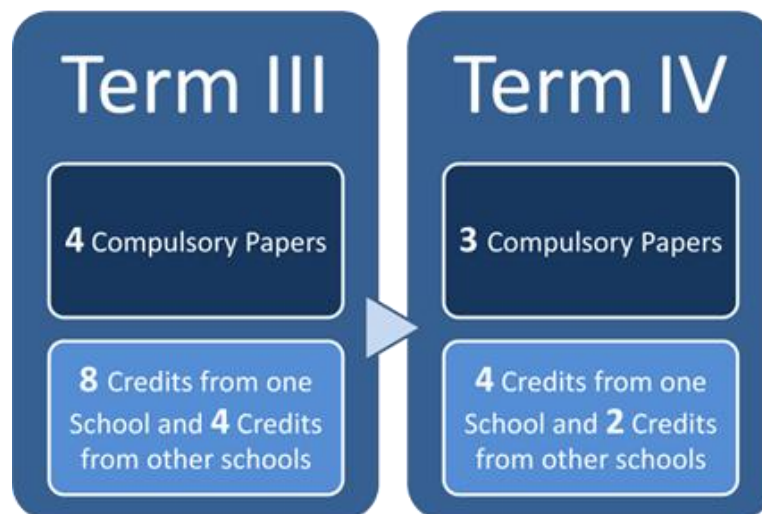 Term III
4 Compulsory Papers
8 Credits from one
School and 4 Credits
from other schools
Term IV
3 Compulsory Papers
4 Credits from one
School and 2 Credits
from other schools